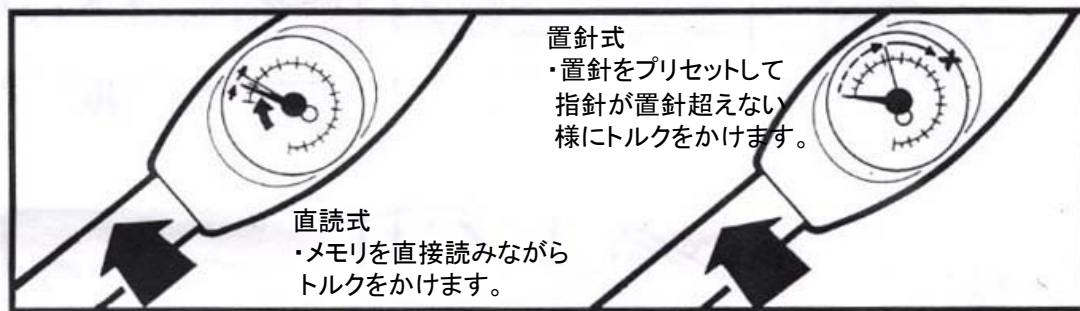 置針式
・置針をプリセットして
指針が置針超えない
様にトルクをかけます。
直読式
・メモリを直接読みながら
トルクをかけます。